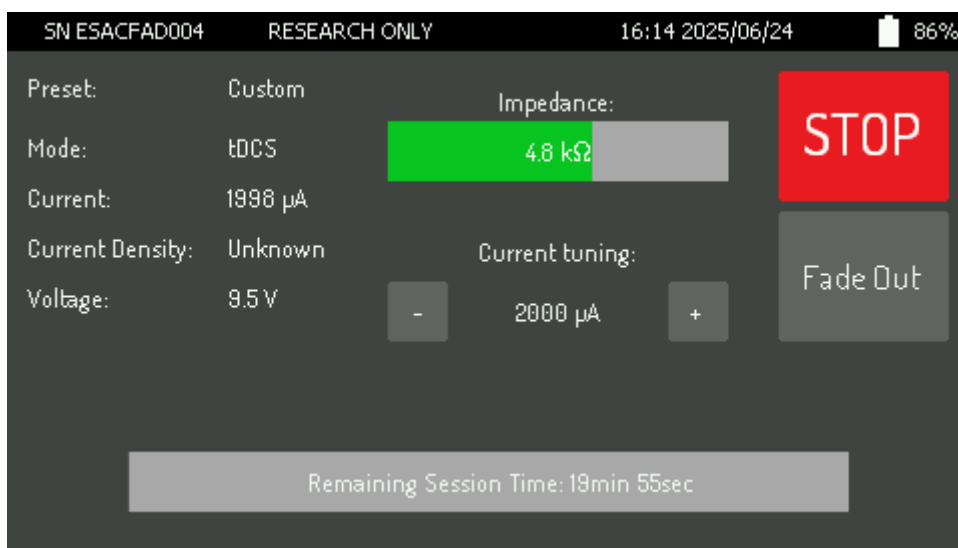 SN ESACFAD004 RESEARCH ONLY 16:14 2025/06/24 86%
Preset: Custom
Mode: tDCS
Current: 1998 µA
Current Density: Unknown
Voltage: 9.5 V
Impedance:
4.8 kΩ
Current tuning:
- 2000 µA +
STOP
Fade Out
Remaining Session Time: 19min 55sec